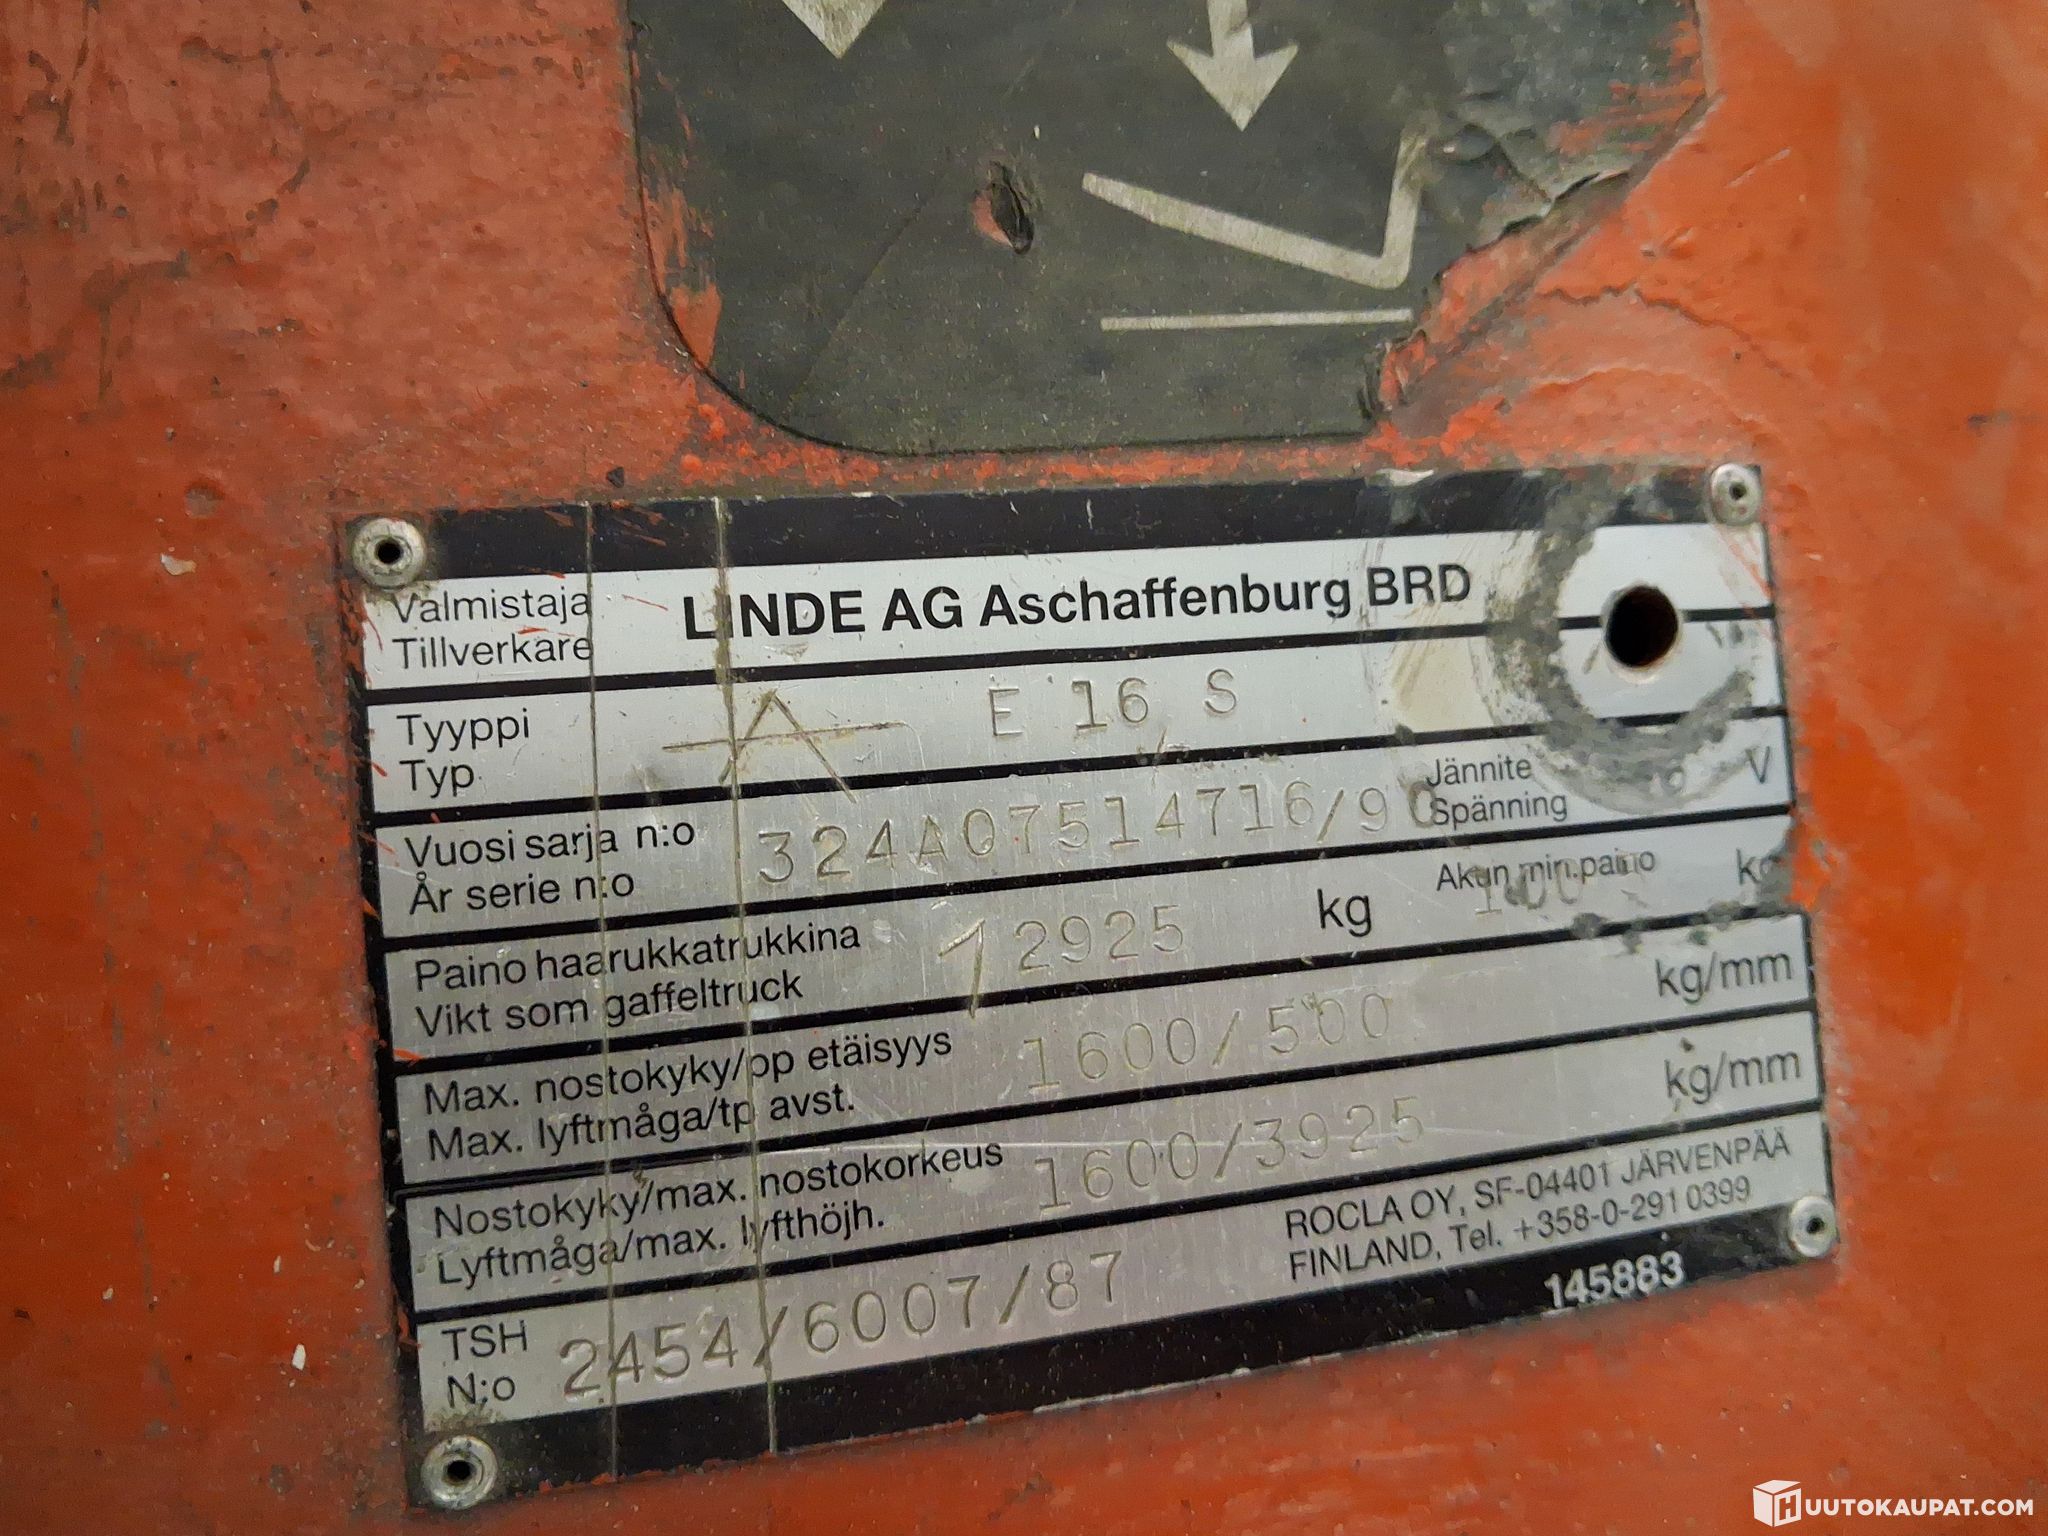 Valmistaja
Tillverkare
LINDE AG Aschaffenburg BRD
Tyyppi
Typ
E 16 S
Vuosi sarja n:o
År serie n:o
324A07514716/90
Jännite
Spänning
V
Paino haarukkatrukkina
Vikt som gaffeltruck
2925 kg
Akun min.paino
kg
Max. nostokyky/pp etäisyys
Max. lyftmåga/tp avst.
1600/500 kg/mm
Nostokyky/max. nostokorkeus
Lyftmåga/max. lyfthöjh.
1600/3925 kg/mm
TSH
N:o
2454/6007/87
ROCLA OY, SF-04401 JÄRVENPÄÄ
FINLAND, Tel. +358-0-291 0399
145883
HUUTOKAUPAT.COM